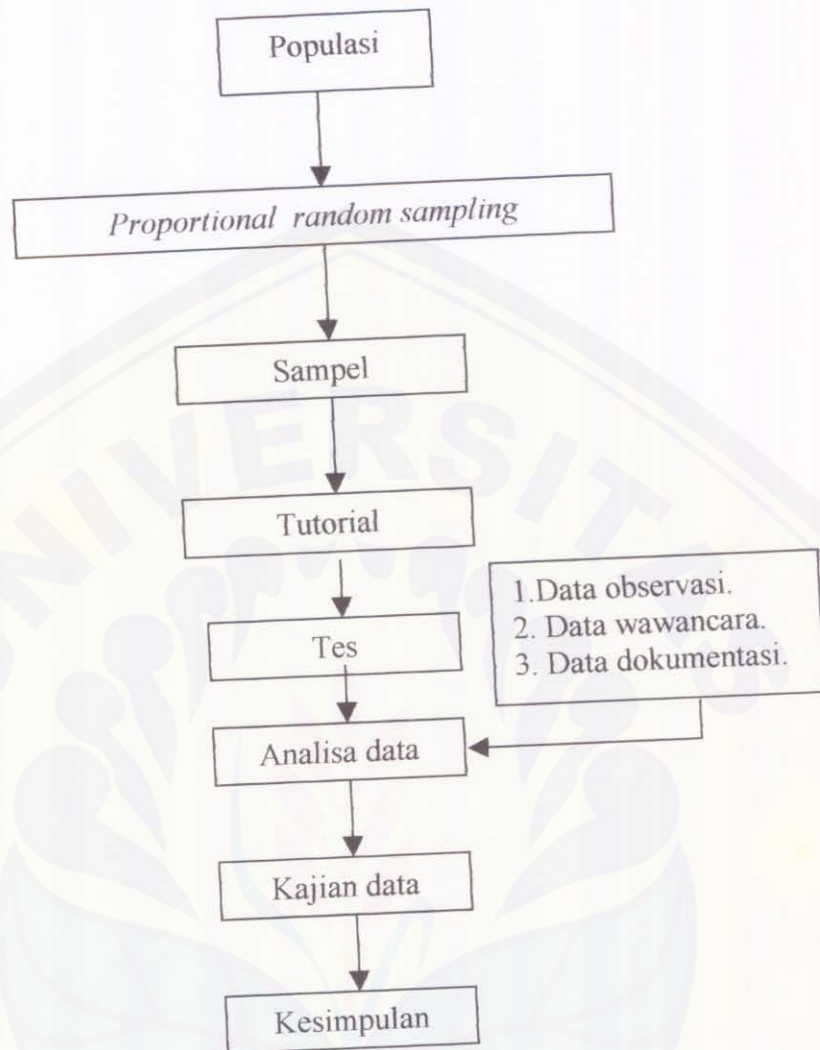 Populasi
Proportional random sampling
Sampel
Tutorial
Tes
1.Data observasi.
2. Data wawancara.
3. Data dokumentasi.
Analisa data
Kajian data
Kesimpulan
UNIVERSITAS